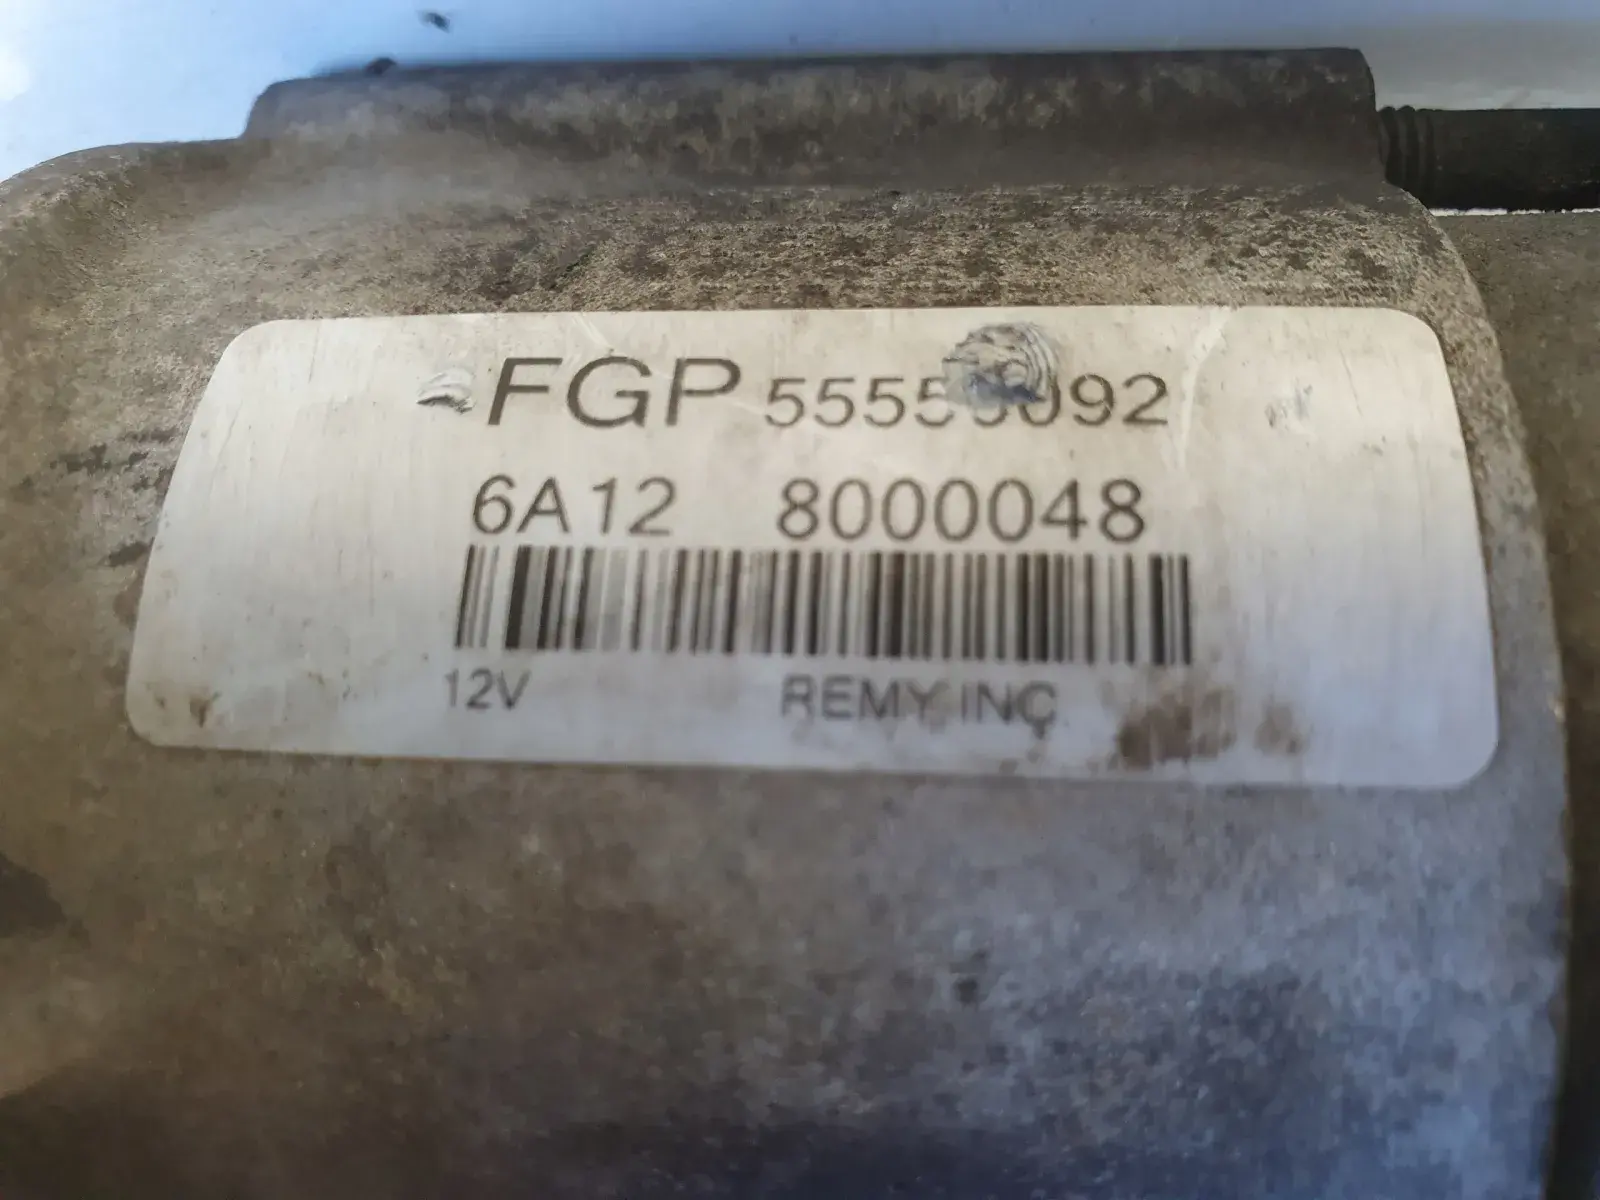 FGP
6A12 8000048
12V REMY INC